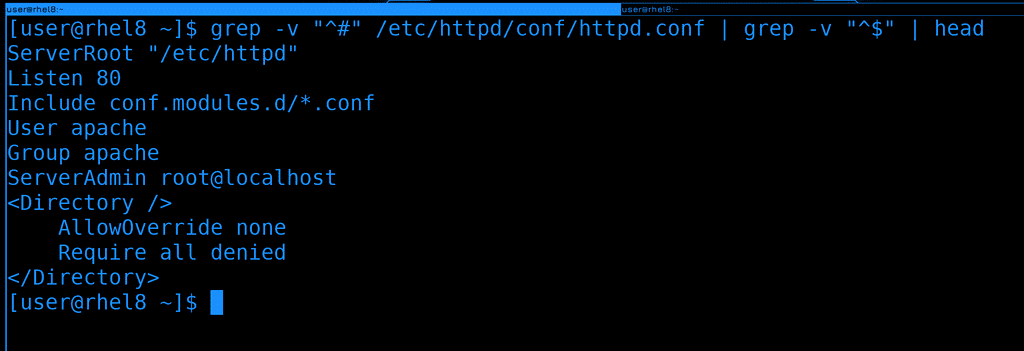 user@rhel8:~ user@rhel8:~
[user@rhel8 ~]$ grep -v "^#" /etc/httpd/conf/httpd.conf | grep -v "^$" | head
ServerRoot "/etc/httpd"
Listen 80
Include conf.modules.d/*.conf
User apache
Group apache
ServerAdmin root@localhost
<Directory />
    AllowOverride none
    Require all denied
</Directory>
[user@rhel8 ~]$